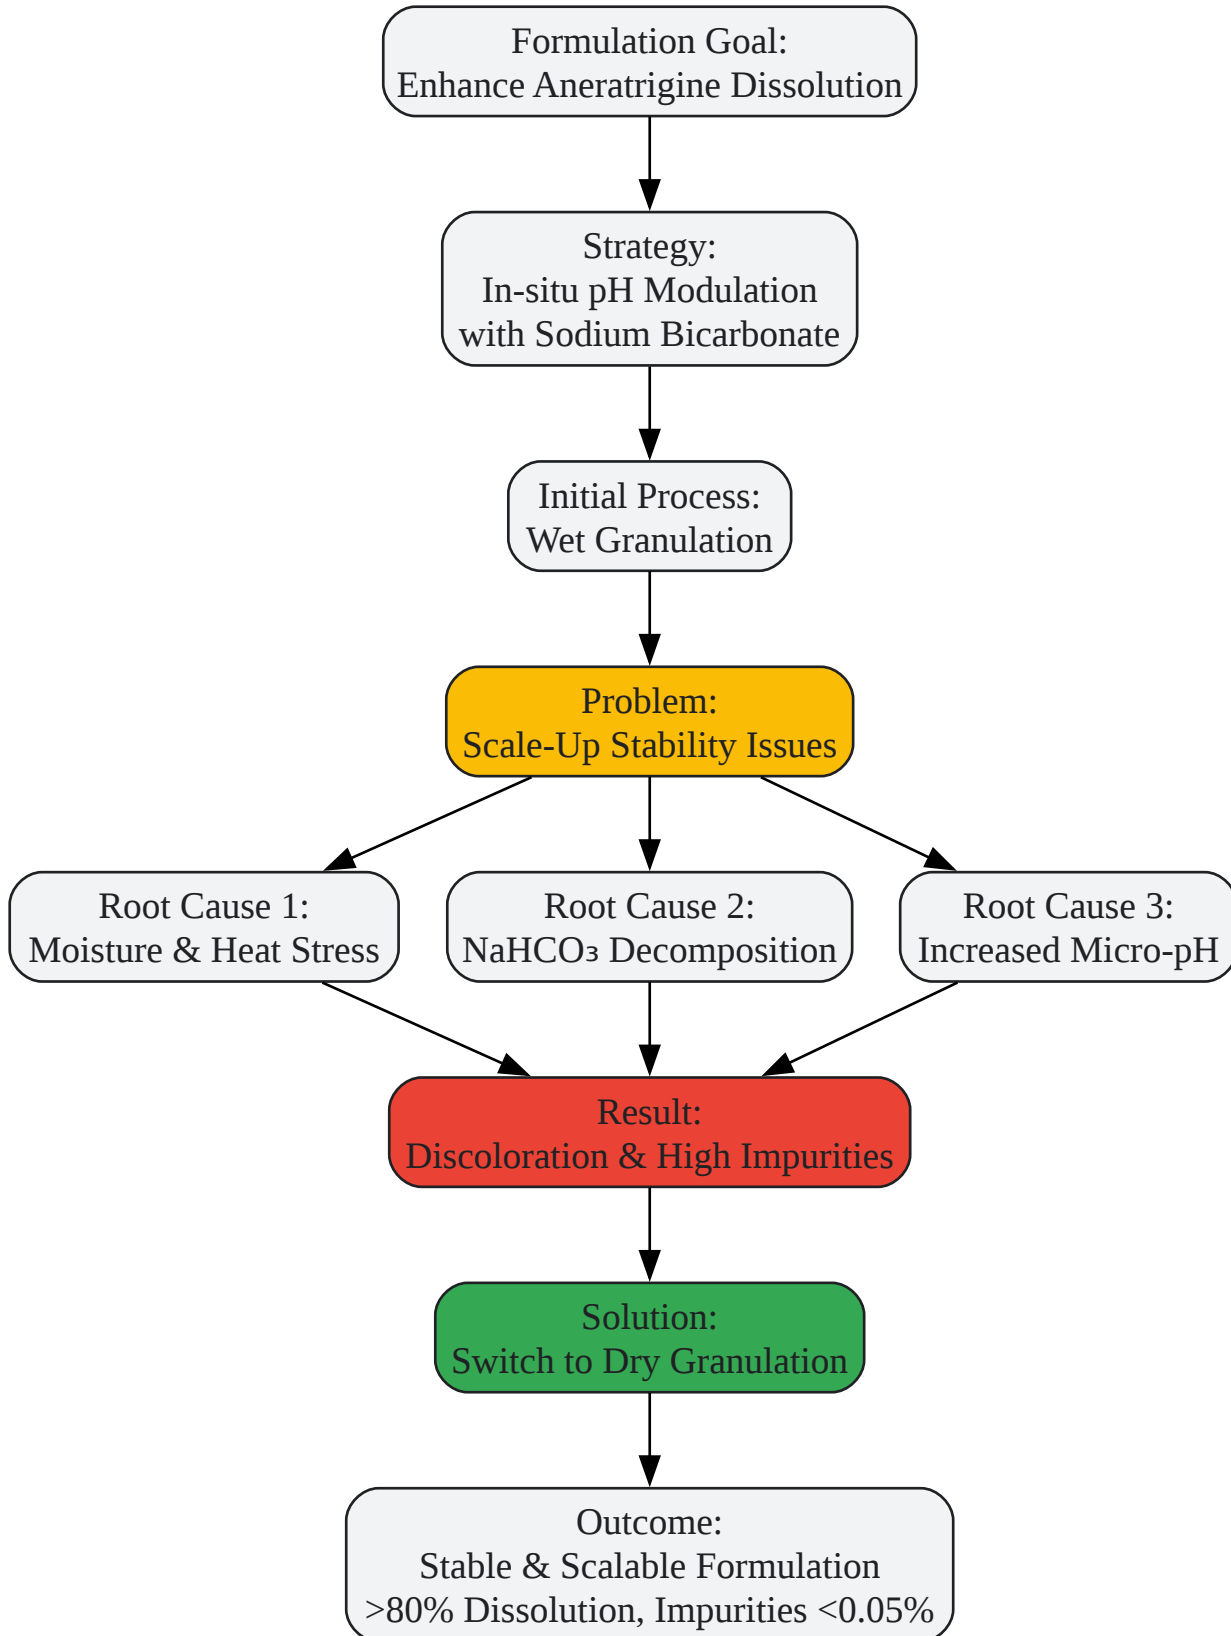 Formulation Goal:
Enhance Aneratrigine Dissolution
Strategy:
In-situ pH Modulation
with Sodium Bicarbonate
Initial Process:
Wet Granulation
Problem:
Scale-Up Stability Issues
Root Cause 1:
Moisture & Heat Stress
Root Cause 2:
NaHCO₃ Decomposition
Root Cause 3:
Increased Micro-pH
Result:
Discoloration & High Impurities
Solution:
Switch to Dry Granulation
Outcome:
Stable & Scalable Formulation
>80% Dissolution, Impurities <0.05%